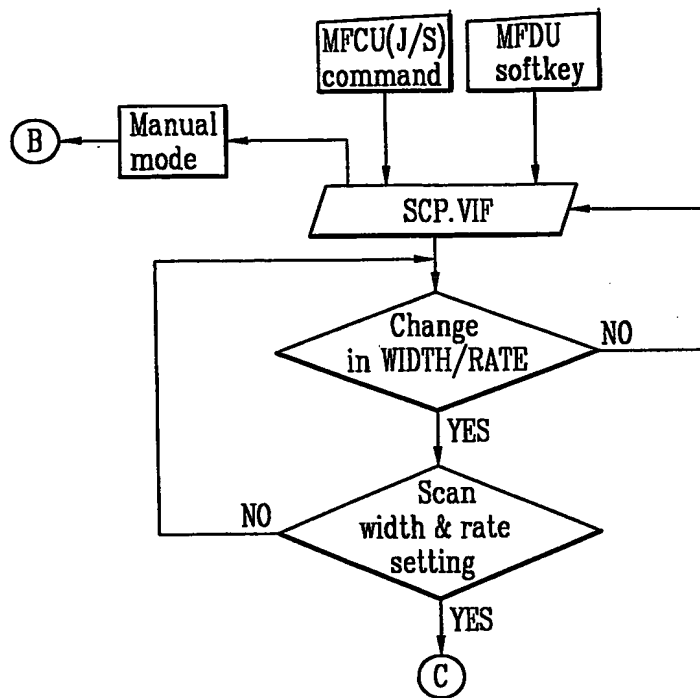 MFCU(J/S)
command
MFDU
softkey
B
Manual
mode
SCP.VIF
Change
in WIDTH/RATE
NO
YES
Scan
width & rate
setting
NO
YES
C